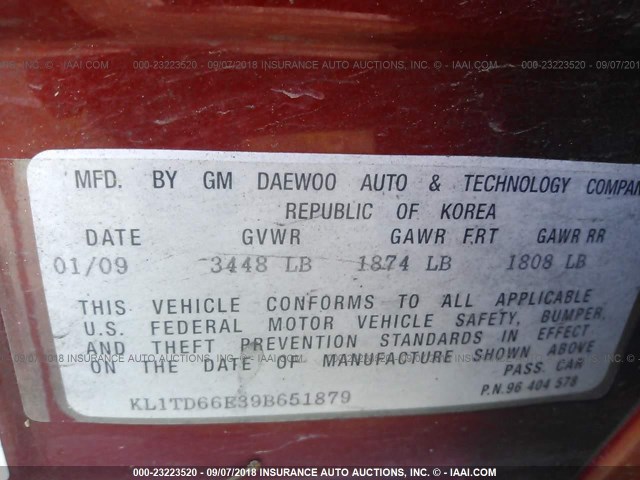 000-23223520 - 09/07/2018 INSURANCE AUTO AUCTIONS, INC. © - IAAI.COM
MFD. BY GM DAEWOO AUTO & TECHNOLOGY COMPAN
REPUBLIC OF KOREA
DATE GVWR GAWR FRT GAWR RR
01/09 3448 LB 1874 LB 1808 LB
THIS VEHICLE CONFORMS TO ALL APPLICABLE
U.S. FEDERAL MOTOR VEHICLE SAFETY, BUMPER,
AND THEFT PREVENTION STANDARDS IN EFFECT
ON THE DATE OF MANUFACTURE SHOWN ABOVE
PASS. CAR
KL1TD66E39B651879 P.N.96 404 578
000-23223520 - 09/07/2018 INSURANCE AUTO AUCTIONS, INC. © - IAAI.COM